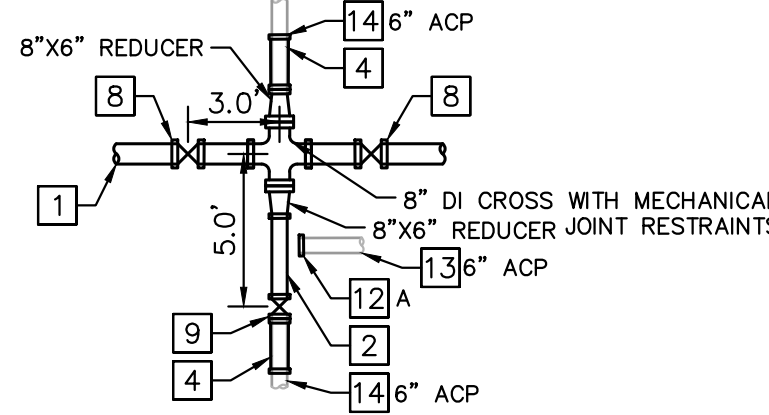 14 6" ACP
8"X6" REDUCER
4
8
3.0'
8
1
8" DI CROSS WITH MECHANICAL
JOINT RESTRAINTS
8"X6" REDUCER
5.0'
13 6" ACP
12 A
9
2
4
14 6" ACP